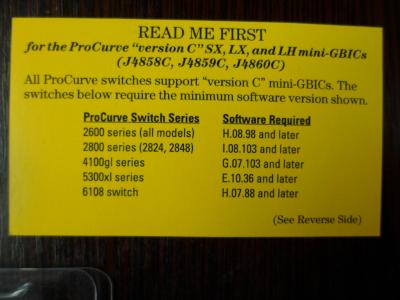 READ ME FIRST
for the ProCurve "version C" SX, LX, and LH mini-GBICs
(J4858C, J4859C, J4860C)
All ProCurve switches support "version C" mini-GBICs. The
switches below require the minimum software version shown.
ProCurve Switch Series Software Required
2600 series (all models) H.08.98 and later
2800 series (2824, 2848) I.08.103 and later
4100gl series G.07.103 and later
5300xl series E.10.36 and later
6108 switch H.07.88 and later
(See Reverse Side)